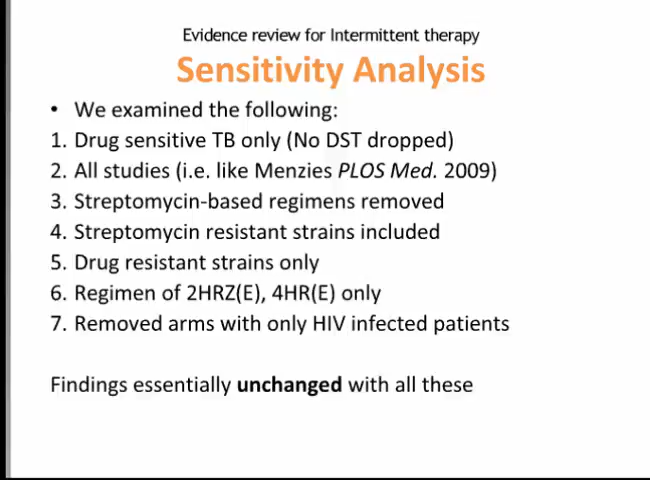 Evidence review for Intermittent therapy
Sensitivity Analysis
• We examined the following:
1. Drug sensitive TB only (No DST dropped)
2. All studies (i.e. like Menzies PLOS Med. 2009)
3. Streptomycin-based regimens removed
4. Streptomycin resistant strains included
5. Drug resistant strains only
6. Regimen of 2HRZ(E), 4HR(E) only
7. Removed arms with only HIV infected patients
Findings essentially unchanged with all these